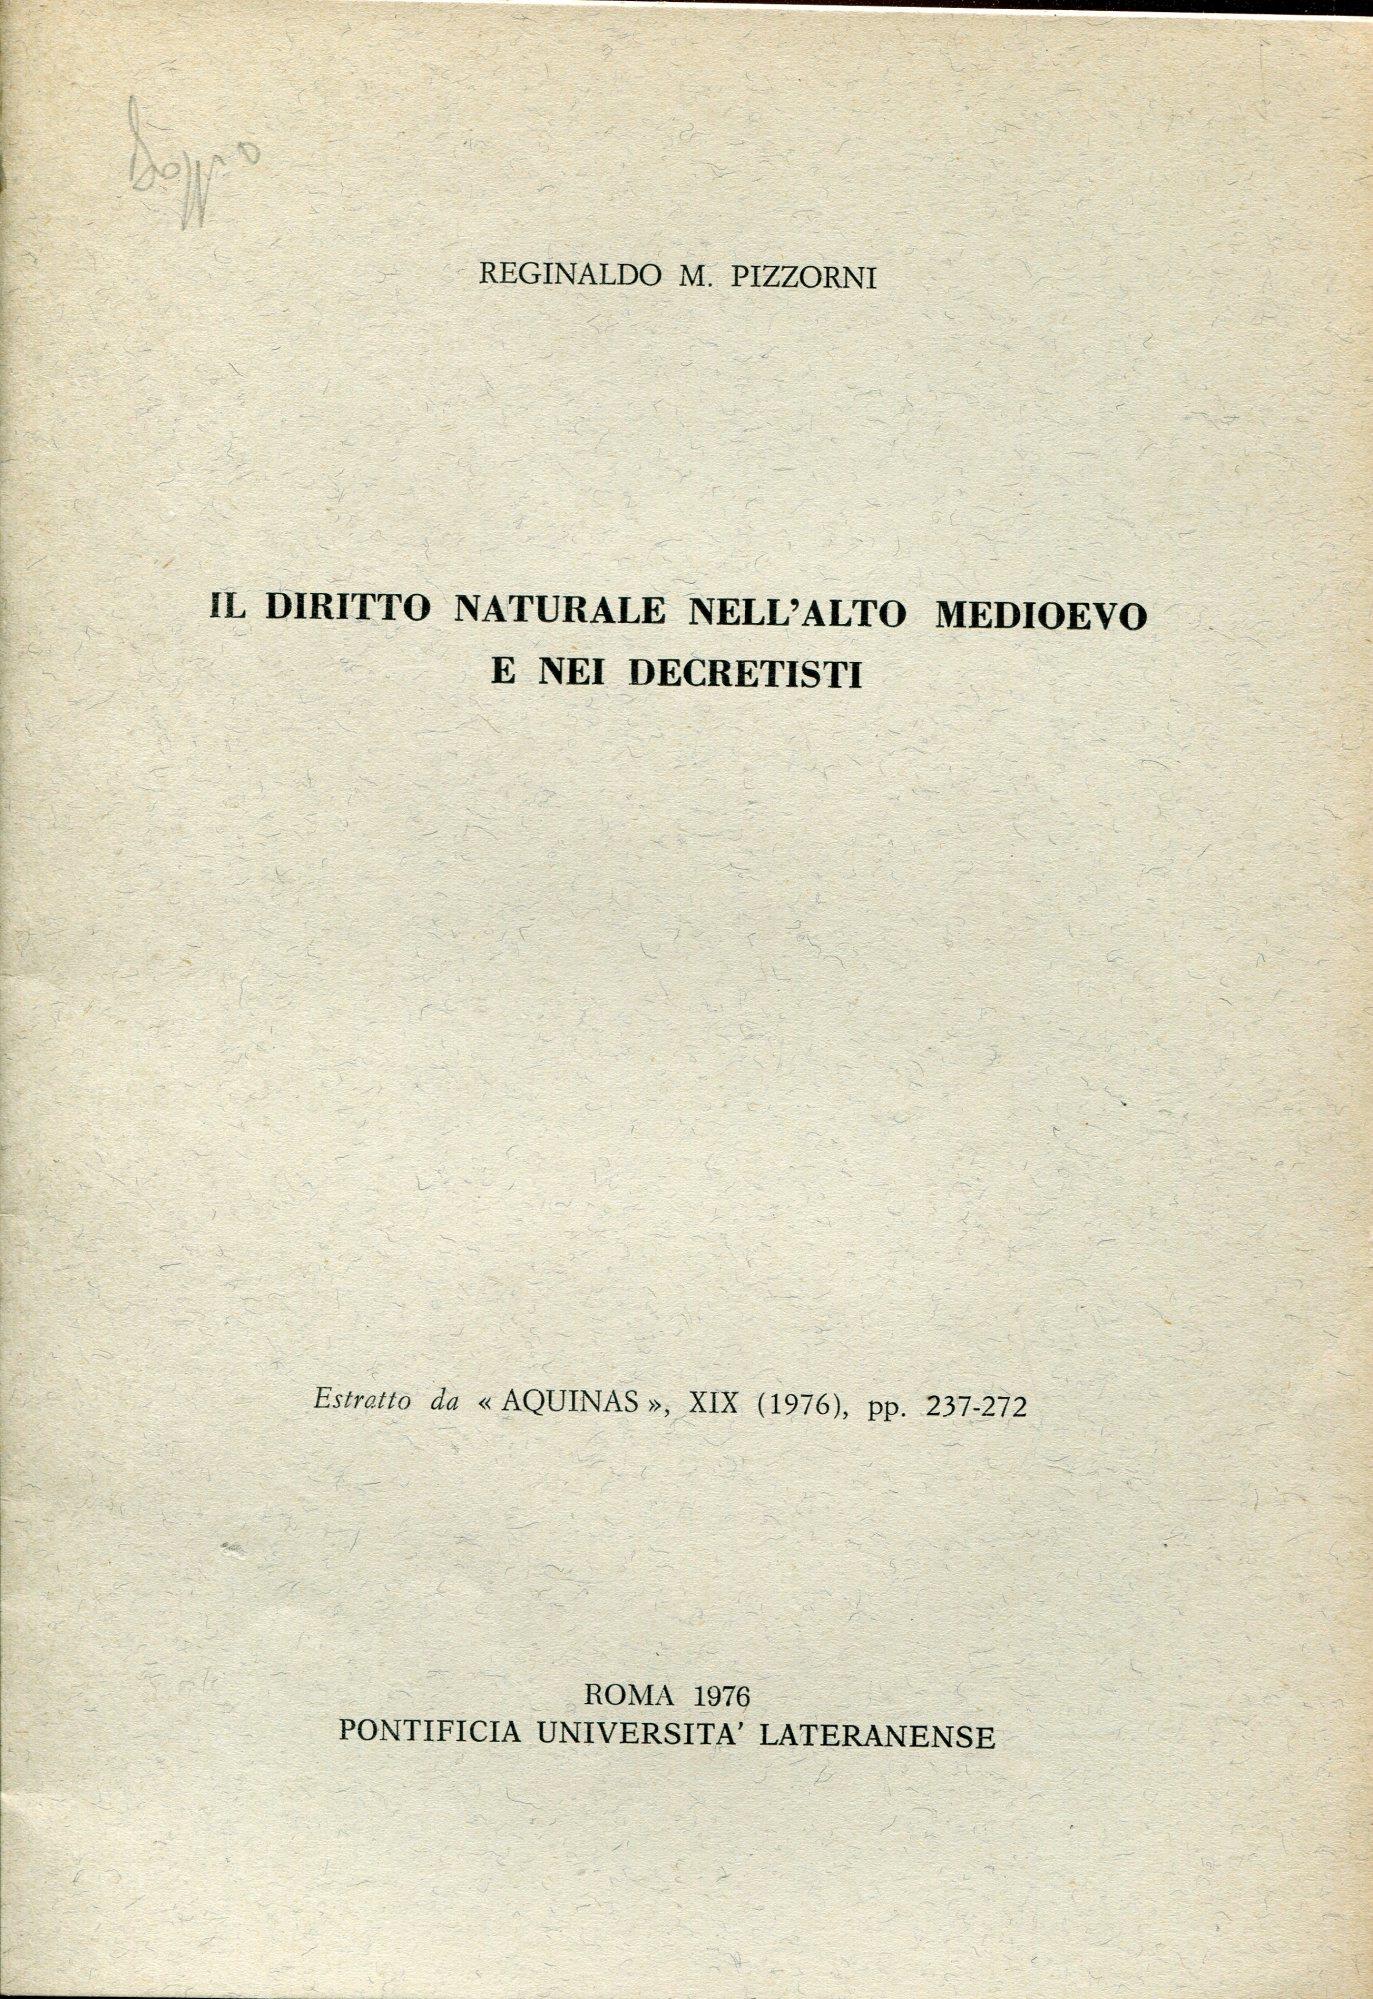 Doppio
REGINALDO M. PIZZORNI
IL DIRITTO NATURALE NELL'ALTO MEDIOEVO
E NEI DECRETISTI
Estratto da « AQUINAS », XIX (1976), pp. 237-272
ROMA 1976
PONTIFICIA UNIVERSITA' LATERANENSE